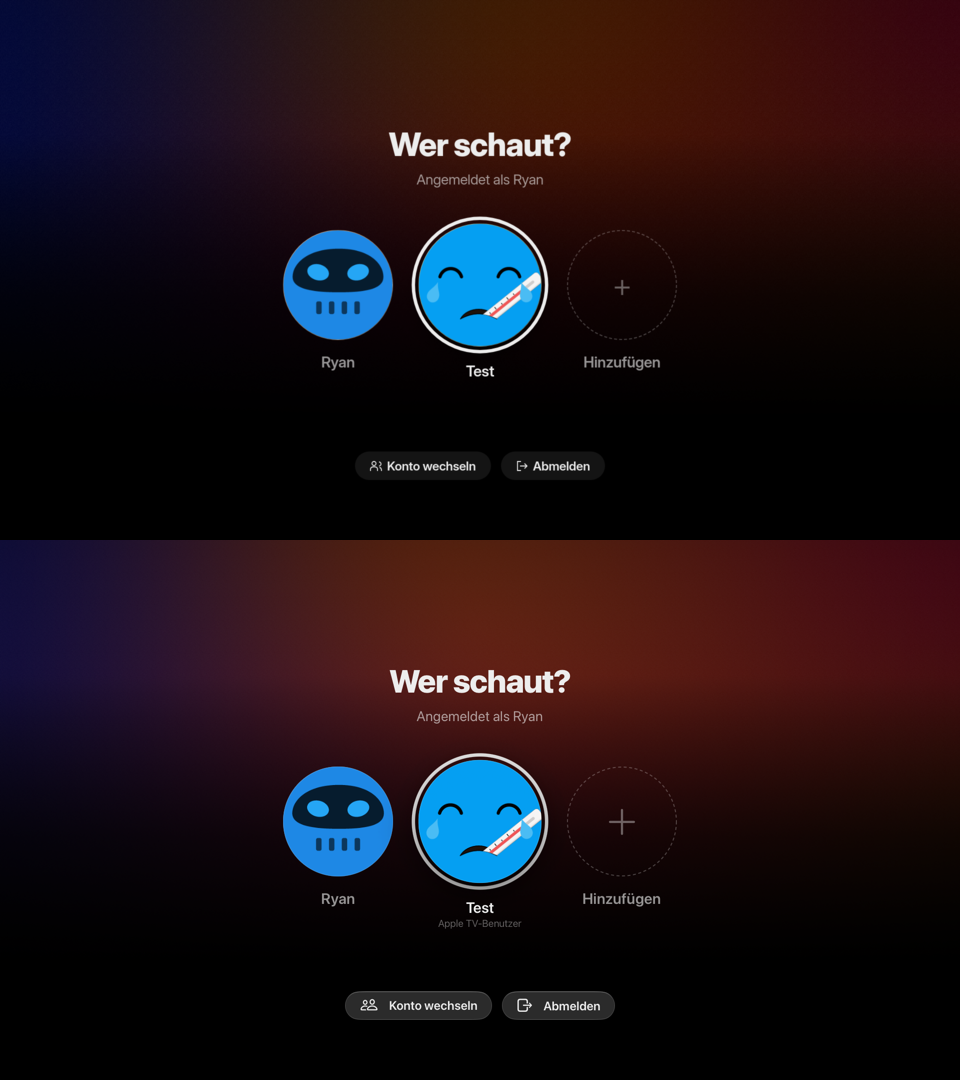 Wer schaut?
Angemeldet als Ryan
Ryan
Test
Hinzufügen
Konto wechseln
Abmelden
Wer schaut?
Angemeldet als Ryan
Ryan
Test
Apple TV-Benutzer
Hinzufügen
Konto wechseln
Abmelden